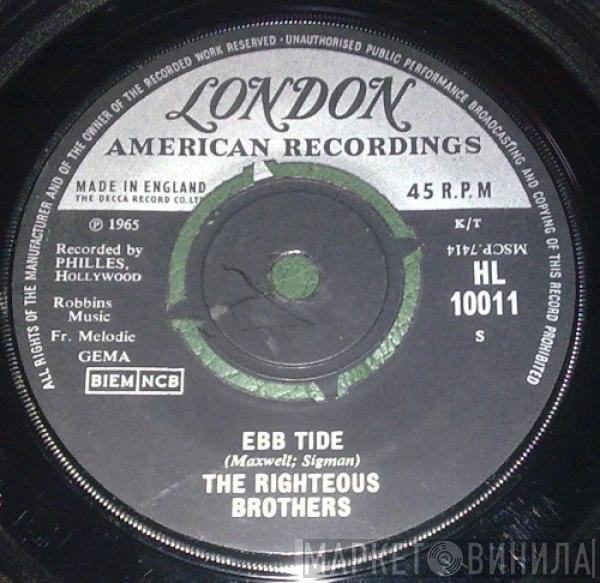 ALL RIGHTS OF THE MANUFACTURER AND OF THE OWNER OF THE RECORDED WORK RESERVED · UNAUTHORISED PUBLIC PERFORMANCE BROADCASTING AND COPYING OF THIS RECORD PROHIBITED
LONDON
AMERICAN RECORDINGS
MADE IN ENGLAND
THE DECCA RECORD CO. LTD
45 R.P.M
℗ 1965
K/T
Recorded by
PHILLES,
HOLLYWOOD
MSCP.7414
HL
10011
Robbins
Music
S
Fr. Melodie
GEMA
BIEM NCB
EBB TIDE
(Maxwell; Sigman)
THE RIGHTEOUS
BROTHERS
МАРКЕТ ВИНИЛА